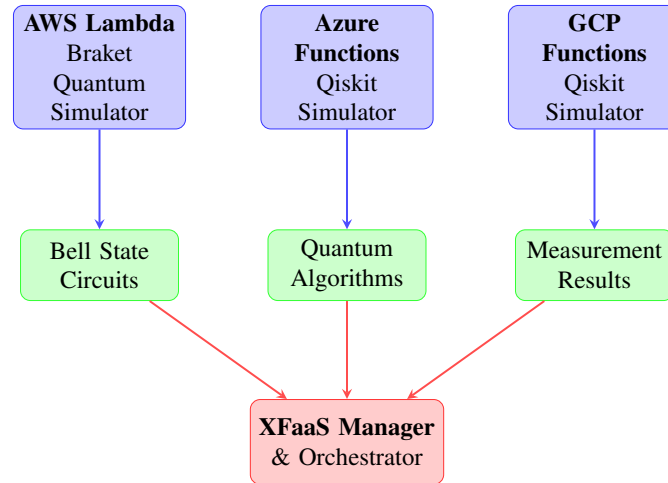 AWS Lambda
Braket
Quantum
Simulator
Azure
Functions
Qiskit
Simulator
GCP
Functions
Qiskit
Simulator
Bell State
Circuits
Quantum
Algorithms
Measurement
Results
XFaaS Manager
& Orchestrator